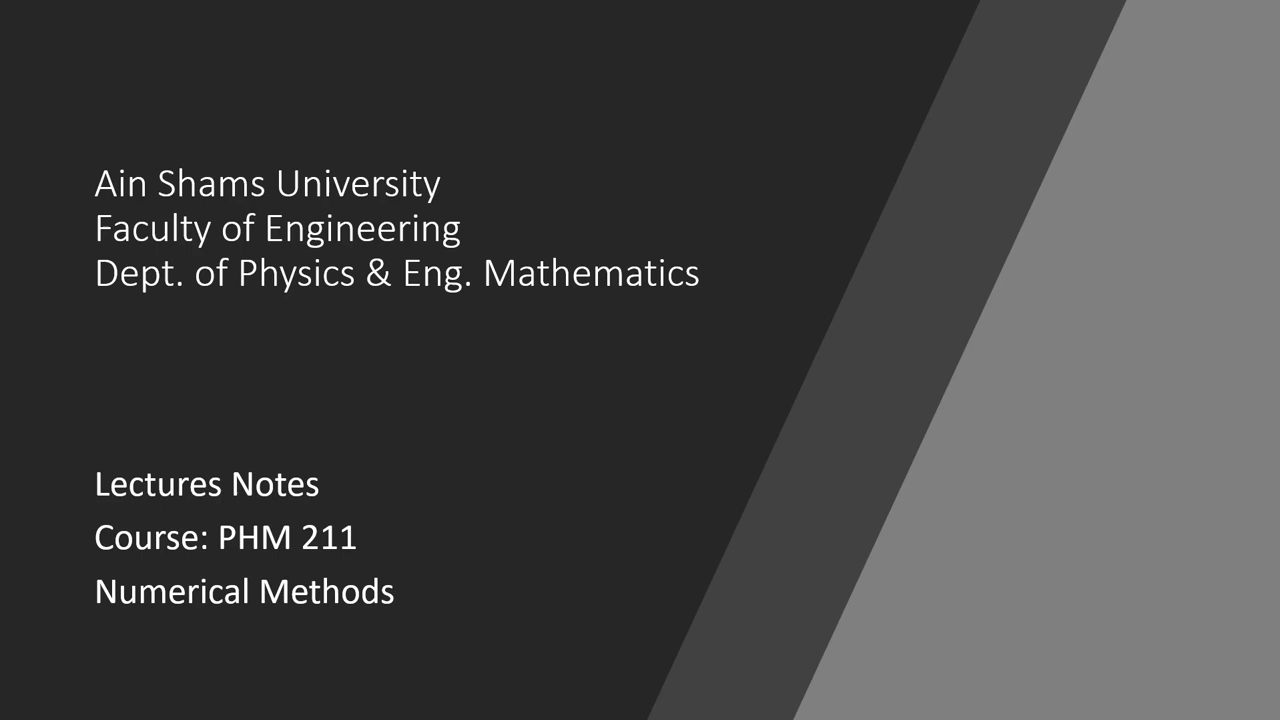 Ain Shams University
Faculty of Engineering
Dept. of Physics & Eng. Mathematics
Lectures Notes
Course: PHM 211
Numerical Methods